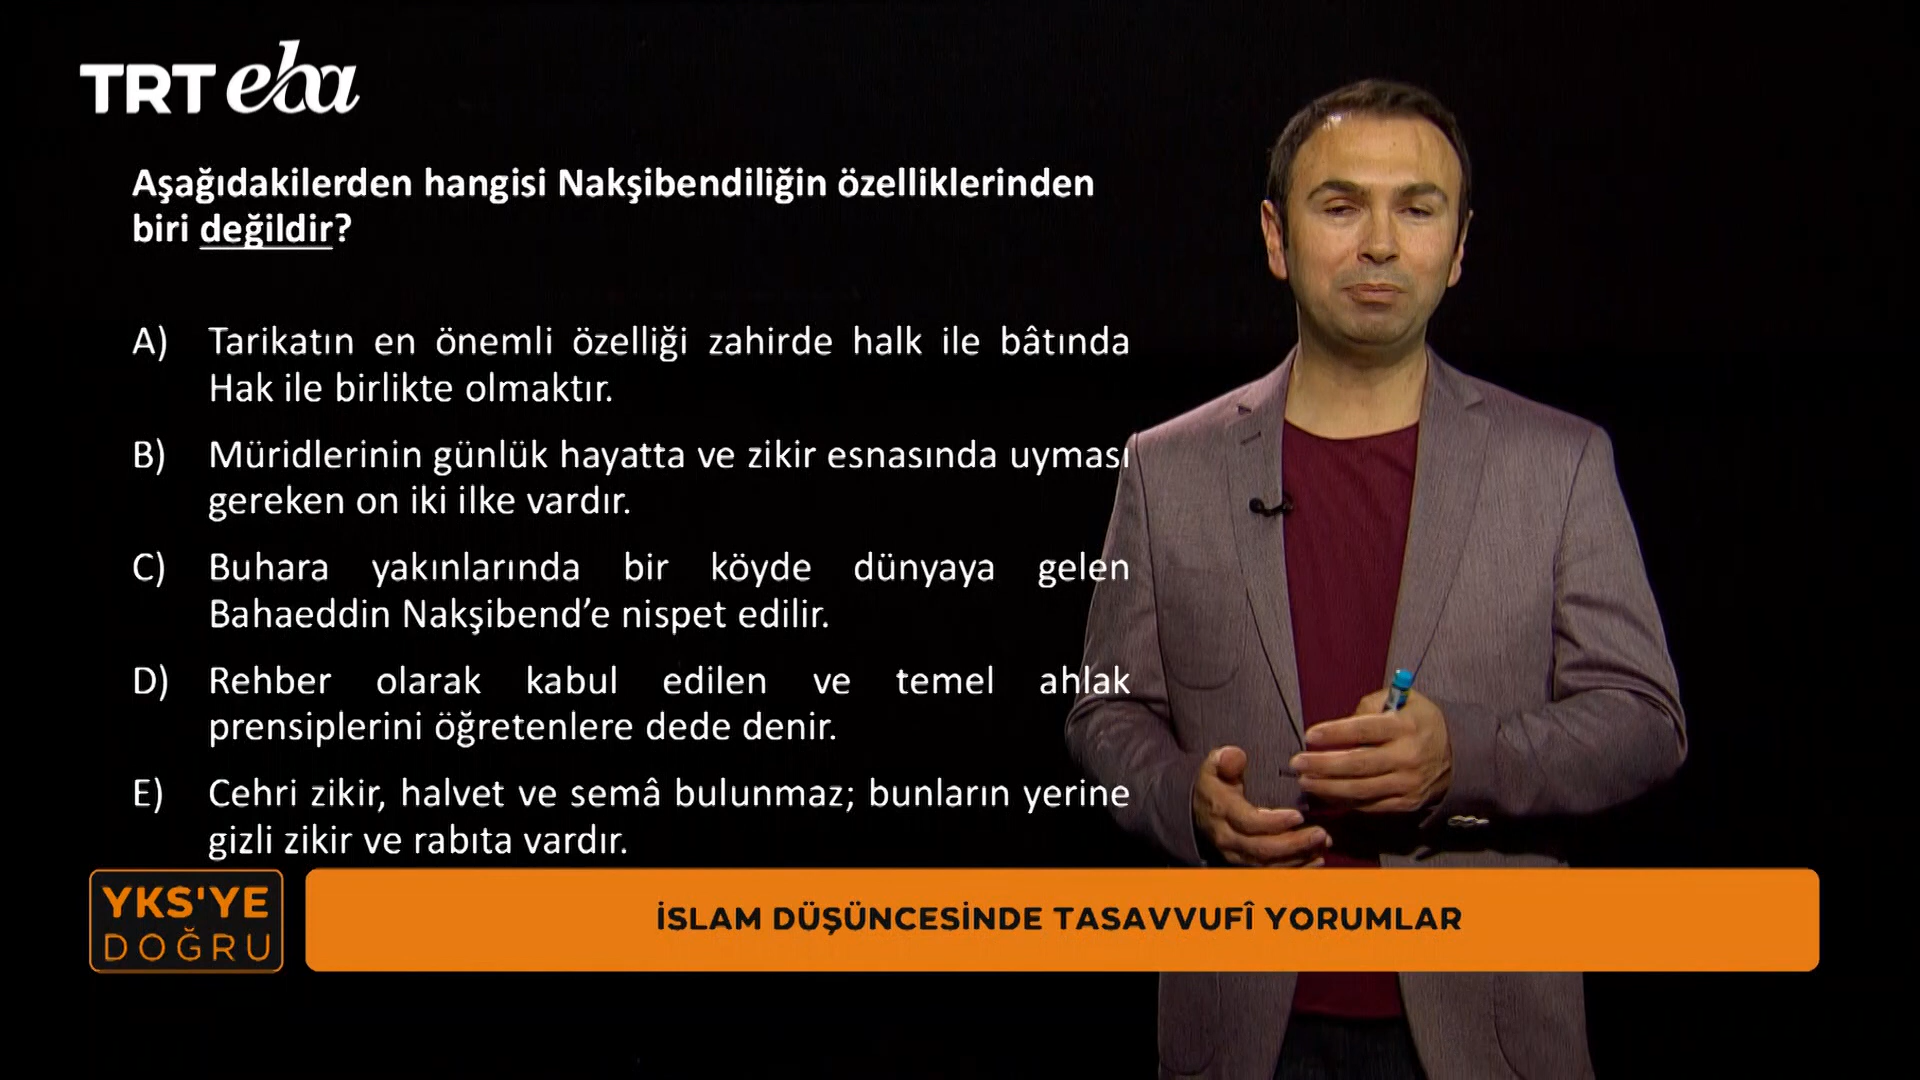 TRT eba
Aşağıdakilerden hangisi Nakşibendiliğin özelliklerinden
biri değildir?
A) Tarikatın en önemli özelliği zahirde halk ile bâtında
Hak ile birlikte olmaktır.
B) Müridlerinin günlük hayatta ve zikir esnasında uyması
gereken on iki ilke vardır.
C) Buhara yakınlarında bir köyde dünyaya gelen
Bahaeddin Nakşibend’e nispet edilir.
D) Rehber olarak kabul edilen ve temel ahlak
prensiplerini öğretenlere dede denir.
E) Cehri zikir, halvet ve semâ bulunmaz; bunların yerine
gizli zikir ve rabıta vardır.
YKS'YE
DOĞRU
İSLAM DÜŞÜNCESİNDE TASAVVUFÎ YORUMLAR